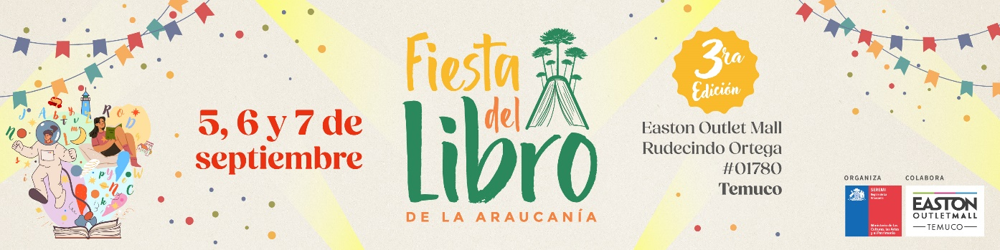 5, 6 y 7 de
septiembre
Fiesta
del
Libro
DE LA ARAUCANÍA
3ra
Edición
Easton Outlet Mall
Rudecindo Ortega
#01780
Temuco
ORGANIZA
SEREMI
Región de La
Araucanía
Ministerio de las
Culturas, las Artes
y el Patrimonio
COLABORA
EASTON
OUTLETMALL
TEMUCO